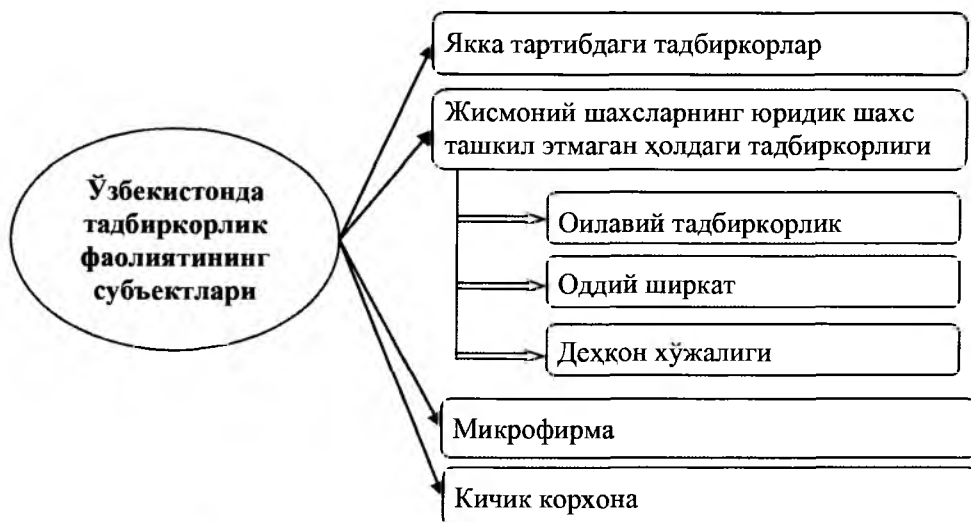 Ўзбекистонда
тадбиркорлик
фаолиятининг
субъектлари
Якка тартибдаги тадбиркорлар
Жисмоний шахсларнинг юридик шахс
ташкил этмаган ҳолдаги тадбиркорлиги
Оилавий тадбиркорлик
Оддий ширкат
Деҳқон хўжалиги
Микрофирма
Кичик корхона